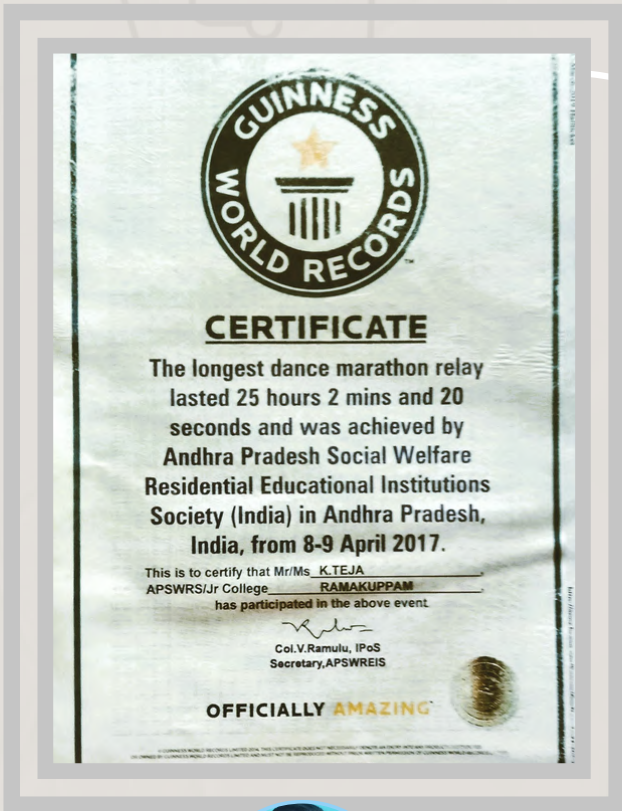 GUINNESS
WORLD RECORDS
TM
CERTIFICATE
The longest dance marathon relay
lasted 25 hours 2 mins and 20
seconds and was achieved by
Andhra Pradesh Social Welfare
Residential Educational Institutions
Society (India) in Andhra Pradesh,
India, from 8-9 April 2017.
This is to certify that Mr/Ms K.TEJA
APSWRS/Jr College RAMAKUPPAM
has participated in the above event
Col.V.Ramulu, IPoS
Secretary,APSWREIS
OFFICIALLY AMAZING